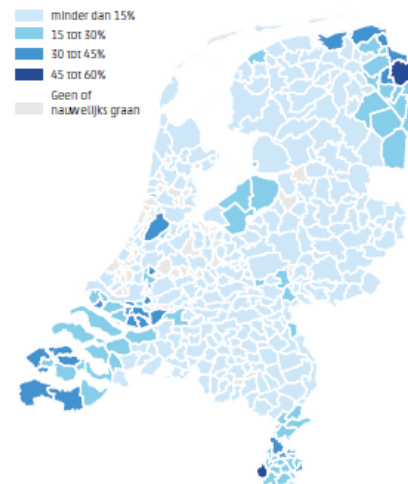 minder dan 15%
15 tot 30%
30 tot 45%
45 tot 60%
Geen of
nauwelijks graan